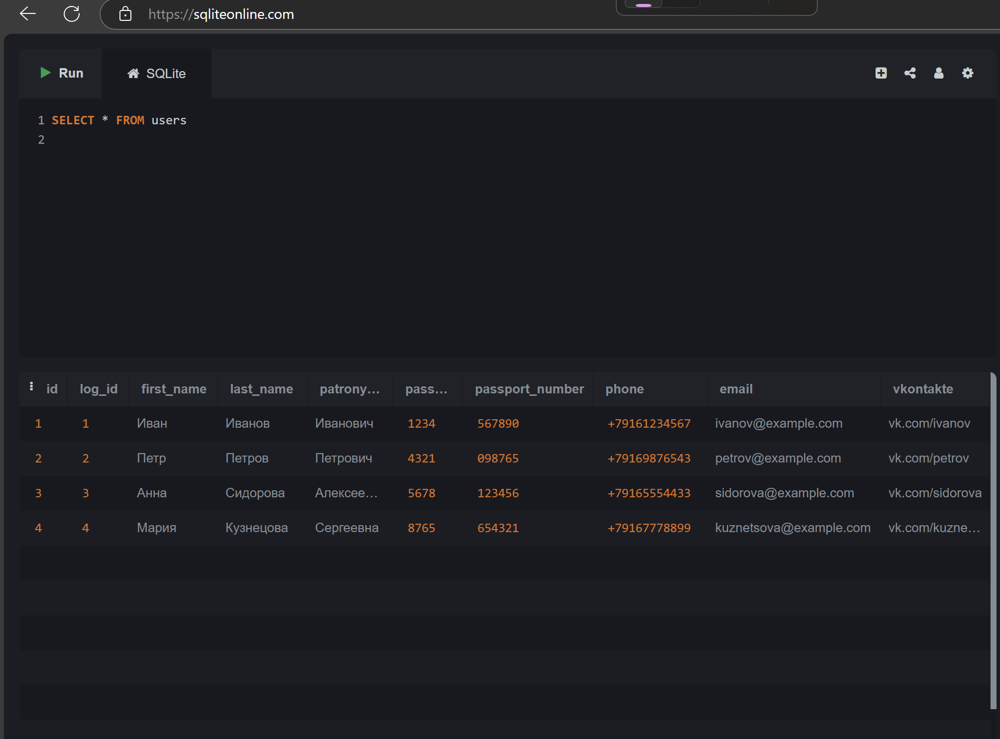 https://sqliteonline.com
Run SQLite
1 SELECT * FROM users
2
id log_id first_name last_name patrony... pass... passport_number phone email vkontakte
1 1 Иван Иванов Иванович 1234 567890 +79161234567 ivanov@example.com vk.com/ivanov
2 2 Петр Петров Петрович 4321 098765 +79169876543 petrov@example.com vk.com/petrov
3 3 Анна Сидорова Алексее... 5678 123456 +79165554433 sidorova@example.com vk.com/sidorova
4 4 Мария Кузнецова Сергеевна 8765 654321 +79167778899 kuznetsova@example.com vk.com/kuzne...